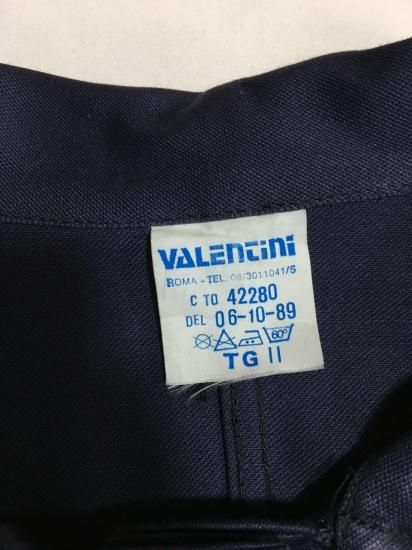 VALEntini
ROMA - TEL. 06/3011041/5
C TO 42280
DEL 06-10-89
60°
TG II